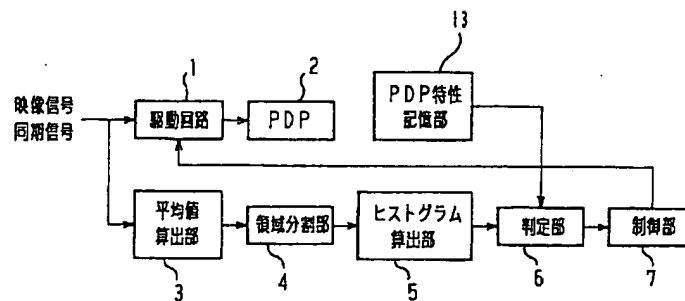 13
1
2
映像信号
同期信号
駆動回路
PDP
PDP特性
記憶部
平均値
算出部
領域分割部
ヒストグラム
算出部
判定部
制御部
3
4
5
6
7